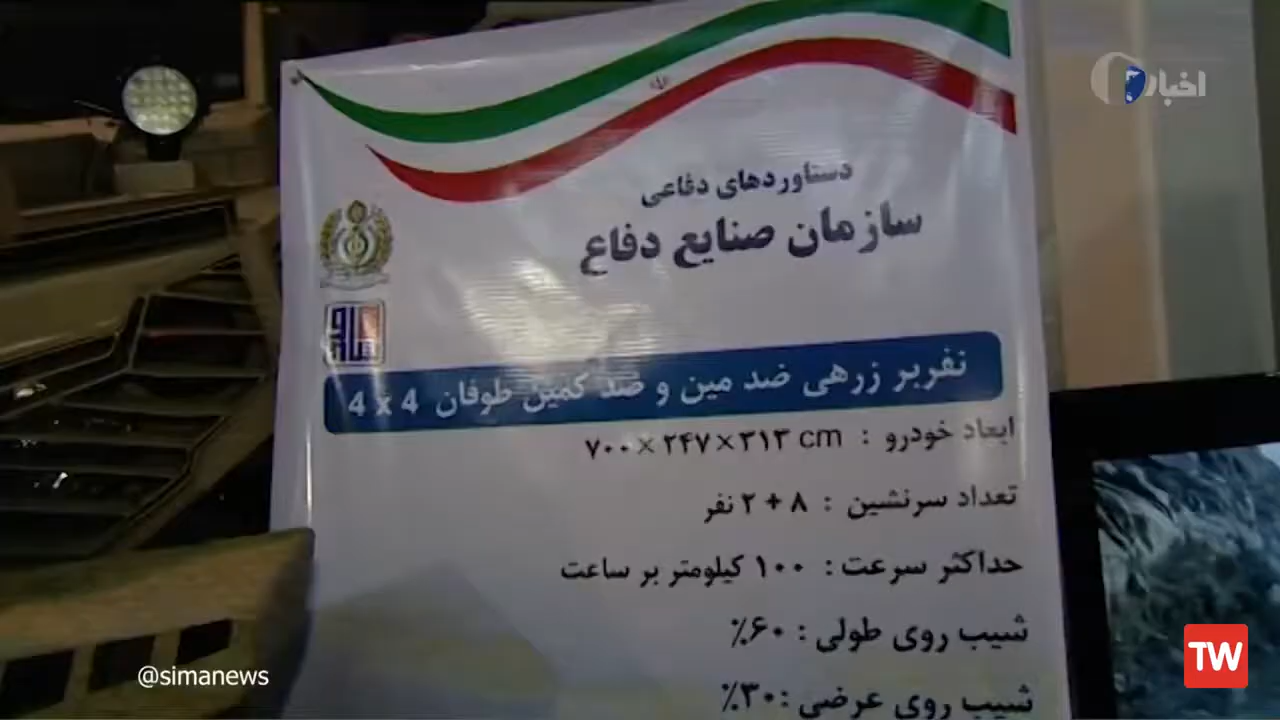 اخبار
دستاوردهای دفاعی
سازمان صنایع دفاع
نفربر زرهی ضد مین و ضد کمین طوفان 4 x 4
ابعاد خودرو : ۷۰۰×۲۴۷×۳۱۳ cm
تعداد سرنشین : ۸ + ۲ نفر
حداکثر سرعت : ۱۰۰ کیلومتر بر ساعت
شیب روی طولی : ۶۰٪
شیب روی عرضی : ۳۰٪
@simanews
TW